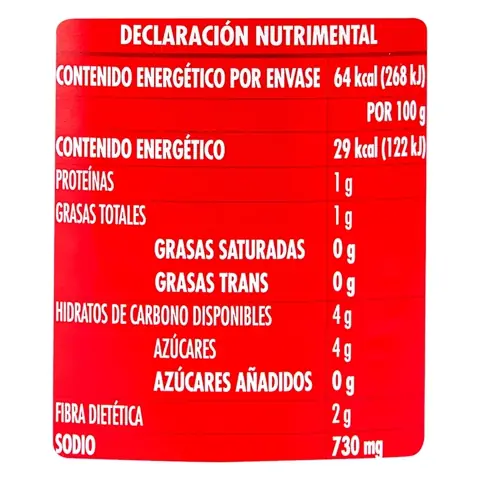 DECLARACIÓN NUTRIMENTAL
CONTENIDO ENERGÉTICO POR ENVASE 64 kcal (268 kJ)
POR 100 g
CONTENIDO ENERGÉTICO 29 kcal (122 kJ)
PROTEÍNAS 1 g
GRASAS TOTALES 1 g
GRASAS SATURADAS 0 g
GRASAS TRANS 0 g
HIDRATOS DE CARBONO DISPONIBLES 4 g
AZÚCARES 4 g
AZÚCARES AÑADIDOS 0 g
FIBRA DIETÉTICA 2 g
SODIO 730 mg